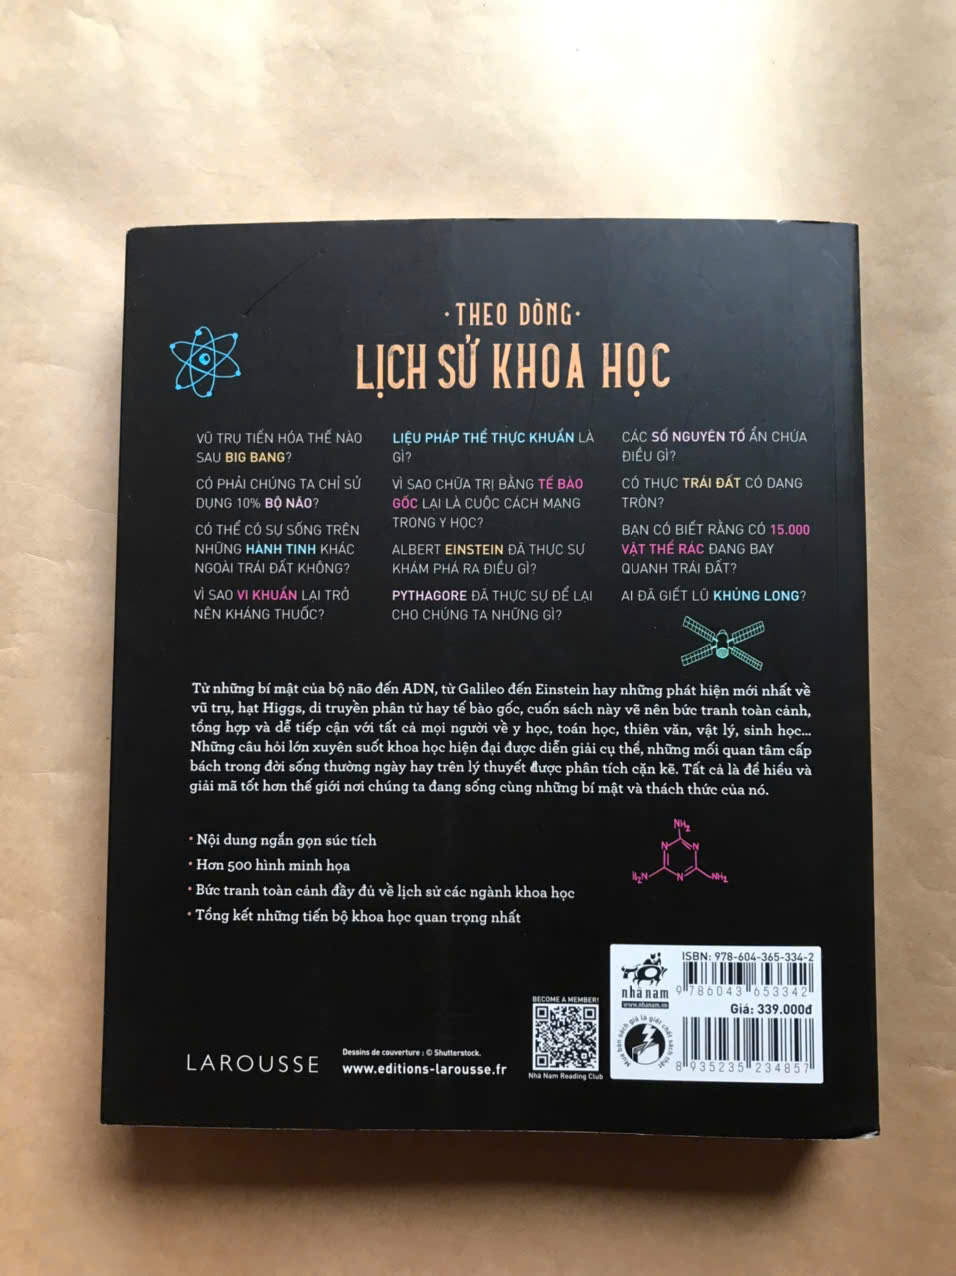 ·THEO DÒNG·
LỊCH SỬ KHOA HỌC
VŨ TRỤ TIẾN HÓA THẾ NÀO
SAU BIG BANG?
CÓ PHẢI CHÚNG TA CHỈ SỬ
DỤNG 10% BỘ NÃO?
CÓ THỂ CÓ SỰ SỐNG TRÊN
NHỮNG HÀNH TINH KHÁC
NGOÀI TRÁI ĐẤT KHÔNG?
VÌ SAO VI KHUẨN LẠI TRỞ
NÊN KHÁNG THUỐC?
LIỆU PHÁP THỂ THỰC KHUẨN LÀ
GÌ?
VÌ SAO CHỮA TRỊ BẰNG TẾ BÀO
GỐC LẠI LÀ CUỘC CÁCH MẠNG
TRONG Y HỌC?
ALBERT EINSTEIN ĐÃ THỰC SỰ
KHÁM PHÁ RA ĐIỀU GÌ?
PYTHAGORE ĐÃ THỰC SỰ ĐỂ LẠI
CHO CHÚNG TA NHỮNG GÌ?
CÁC SỐ NGUYÊN TỐ ẨN CHỨA
ĐIỀU GÌ?
CÓ THỰC TRÁI ĐẤT CÓ DẠNG
TRÒN?
BẠN CÓ BIẾT RẰNG CÓ 15.000
VẬT THỂ RÁC ĐANG BAY
QUANH TRÁI ĐẤT?
AI ĐÃ GIẾT LŨ KHỦNG LONG?
Từ những bí mật của bộ não đến ADN, từ Galileo đến Einstein hay những phát hiện mới nhất về
vũ trụ, hạt Higgs, di truyền phân tử hay tế bào gốc, cuốn sách này vẽ nên bức tranh toàn cảnh,
tổng hợp và dễ tiếp cận với tất cả mọi người về y học, toán học, thiên văn, vật lý, sinh học...
Những câu hỏi lớn xuyên suốt khoa học hiện đại được diễn giải cụ thể, những mối quan tâm cấp
bách trong đời sống thường ngày hay trên lý thuyết được phân tích cặn kẽ. Tất cả là để hiểu và
giải mã tốt hơn thế giới nơi chúng ta đang sống cùng những bí mật và thách thức của nó.
• Nội dung ngắn gọn súc tích
• Hơn 500 hình minh họa
• Bức tranh toàn cảnh đầy đủ về lịch sử các ngành khoa học
• Tổng kết những tiến bộ khoa học quan trọng nhất
NH₂
N N
H₂N N NH₂
LAROUSSE
Dessins de couverture : © Shutterstock.
www.editions-larousse.fr
BECOME A MEMBER!
Nhã Nam Reading Club
nhã nam
www.nhanam.vn
ISBN: 978-604-365-334-2
9 786043 653342
Giá: 339.000đ
Mua bán sách giả là giết chết sách thật
8 935235 234857